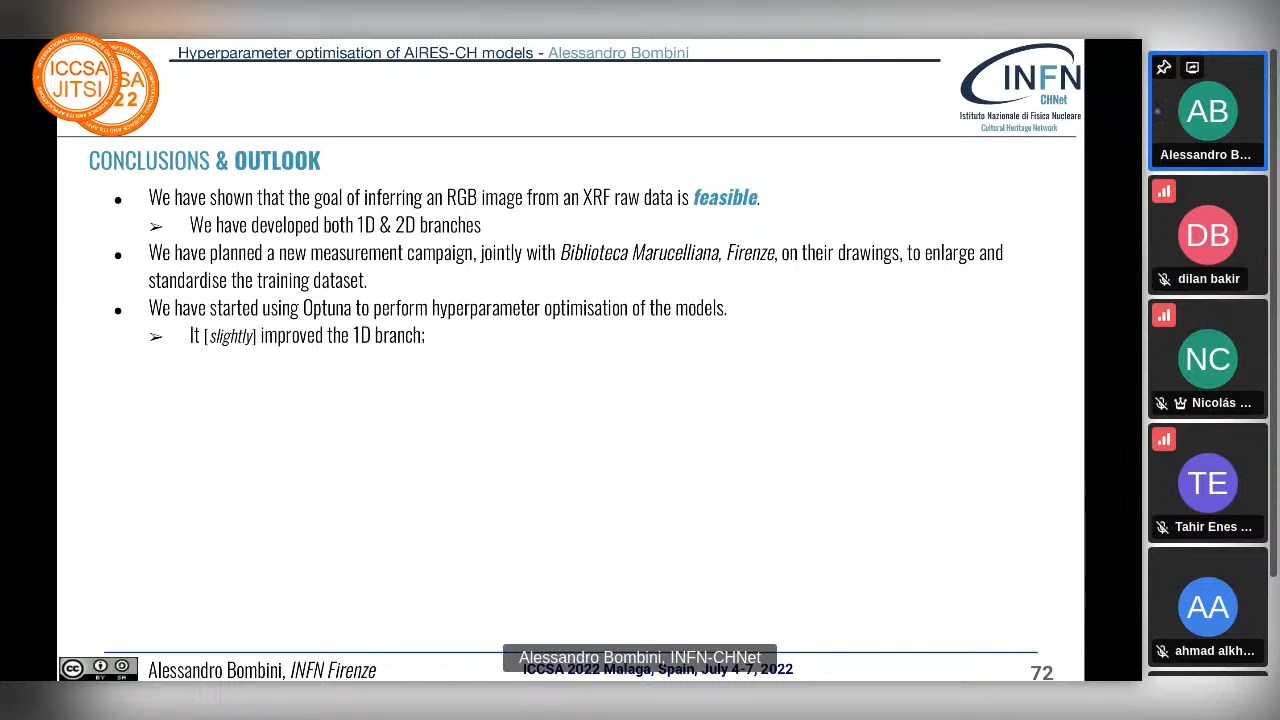 Hyperparameter optimisation of AIRES-CH models - Alessandro Bombini
ICCSA
JITSI
SA
22
INFN
CHNet
Istituto Nazionale di Fisica Nucleare
Cultural Heritage Network
CONCLUSIONS & OUTLOOK
• We have shown that the goal of inferring an RGB image from an XRF raw data is feasible.
➢ We have developed both 1D & 2D branches
• We have planned a new measurement campaign, jointly with Biblioteca Marucelliana, Firenze, on their drawings, to enlarge and
standardise the training dataset.
• We have started using Optuna to perform hyperparameter optimisation of the models.
➢ It [slightly] improved the 1D branch;
Alessandro Bombini, INFN-CHNet
cc BY SA
Alessandro Bombini, INFN Firenze
ICCSA 2022 Malaga, Spain, July 4-7, 2022
72
AB
Alessandro B...
DB
dilan bakir
NC
Nicolás ...
TE
Tahir Enes ...
AA
ahmad alkh...